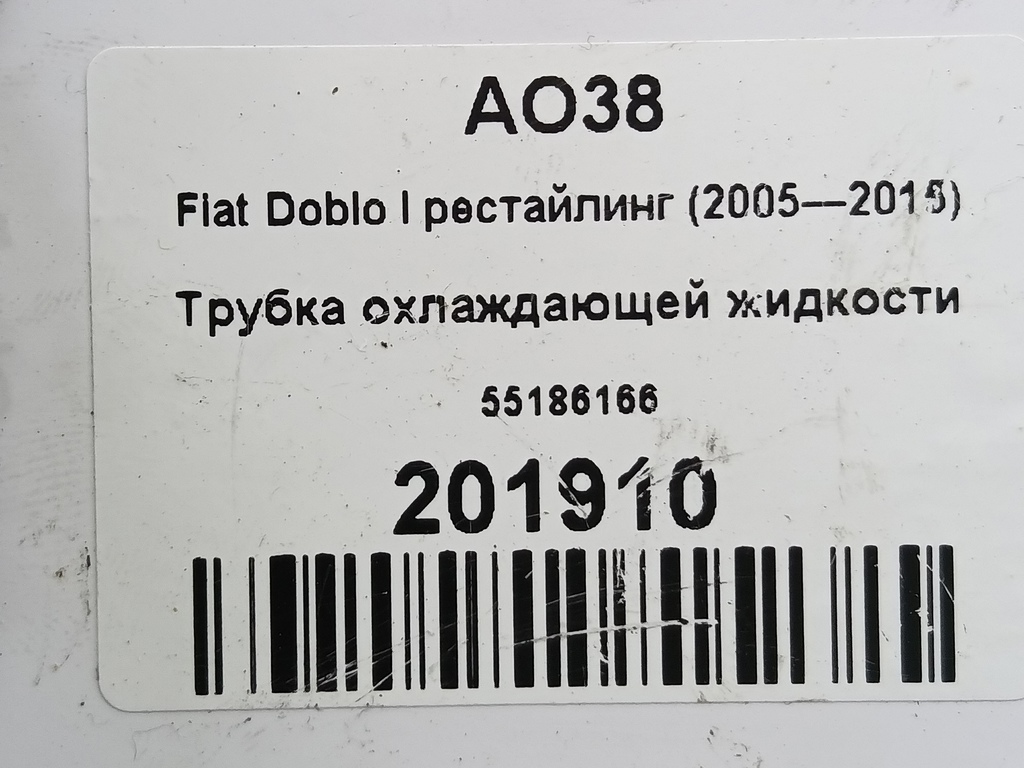 AO38
Fiat Doblo I рестайлинг (2005—2015)
Трубка охлаждающей жидкости
55186166
201910